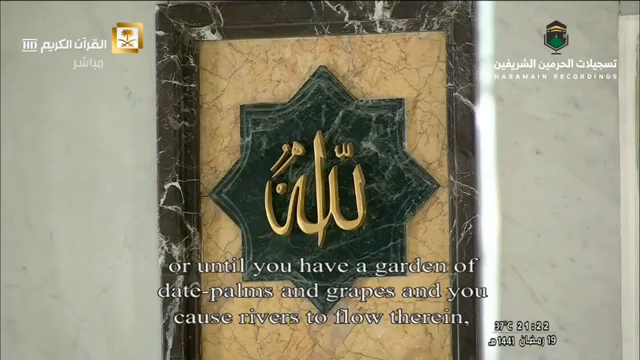 القرآن الكريم
مباشر
تسجيلات الحرمين الشريفين
HARAMAIN RECORDINGS
الله
or until you have a garden of
date-palms and grapes and you
cause rivers to flow therein,
37°C 21:22
19 رمضان 1441 هـ